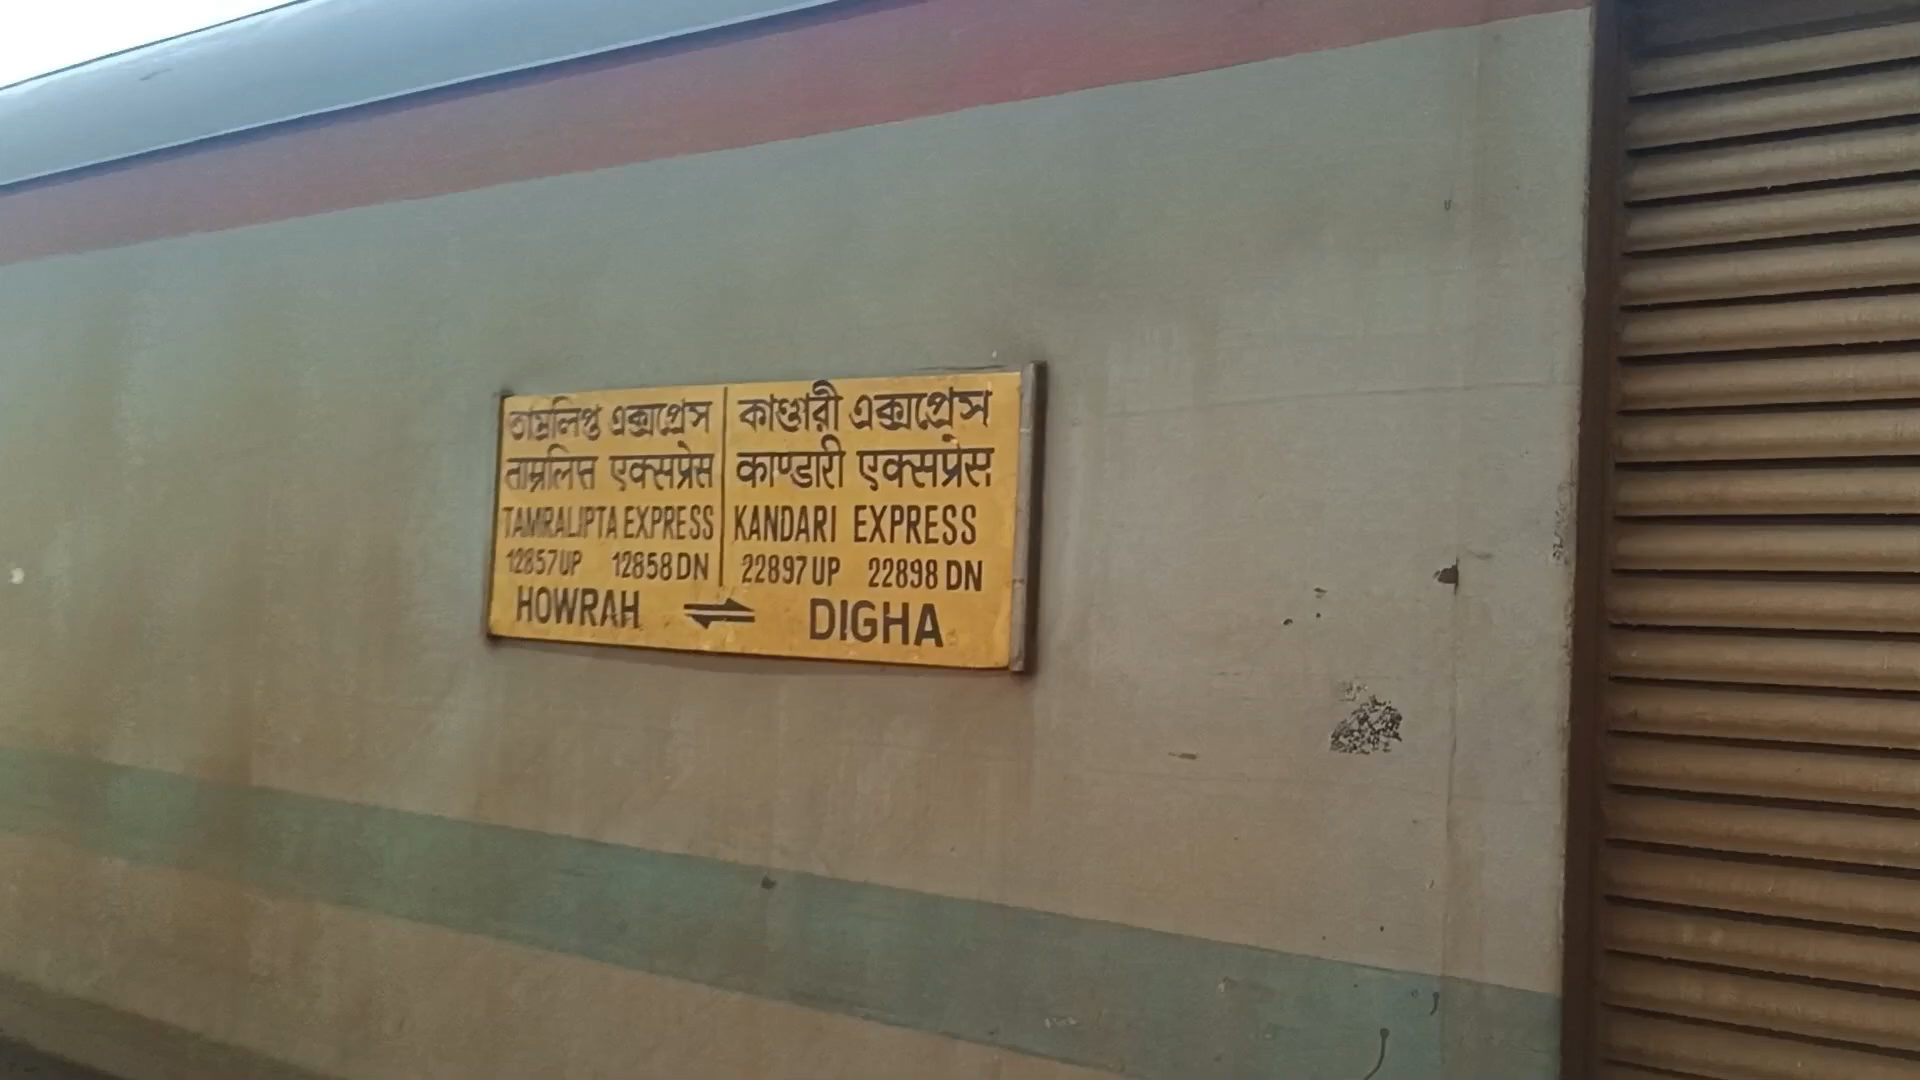 তাম্রলিপ্ত এক্সপ্রেস
ताम्रलिप्त एक्सप्रेस
TAMRALIPTA EXPRESS
12857 UP 12858 DN
কাণ্ডারী এক্সপ্রেস
काण्डारी एक्सप्रेस
KANDARI EXPRESS
22897 UP 22898 DN
HOWRAH ⇌ DIGHA